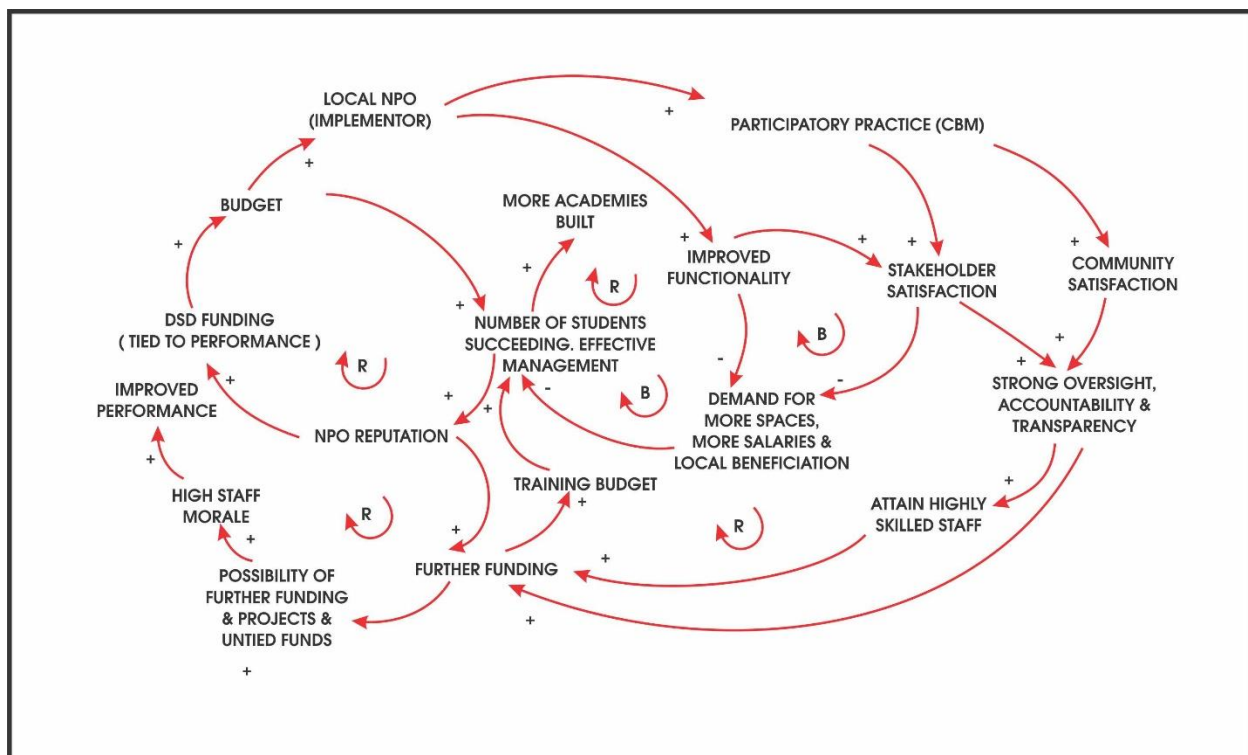 LOCAL NPO
(IMPLEMENTOR)
+
PARTICIPATORY PRACTICE (CBM)
+
BUDGET
MORE ACADEMIES
BUILT
+
+
IMPROVED
FUNCTIONALITY
+
+
STAKEHOLDER
SATISFACTION
+
COMMUNITY
SATISFACTION
+
+
R
+
DSD FUNDING
( TIED TO PERFORMANCE )
NUMBER OF STUDENTS
SUCCEEDING. EFFECTIVE
MANAGEMENT
B
+
+
R
-
-
B
-
STRONG OVERSIGHT,
ACCOUNTABILITY &
TRANSPARENCY
IMPROVED
PERFORMANCE
+
+
+
DEMAND FOR
MORE SPACES,
MORE SALARIES &
LOCAL BENEFICIATION
NPO REPUTATION
+
TRAINING BUDGET
+
+
HIGH STAFF
MORALE
R
R
ATTAIN HIGHLY
SKILLED STAFF
+
+
+
FURTHER FUNDING
POSSIBILITY OF
FURTHER FUNDING
& PROJECTS &
UNTIED FUNDS
+
+